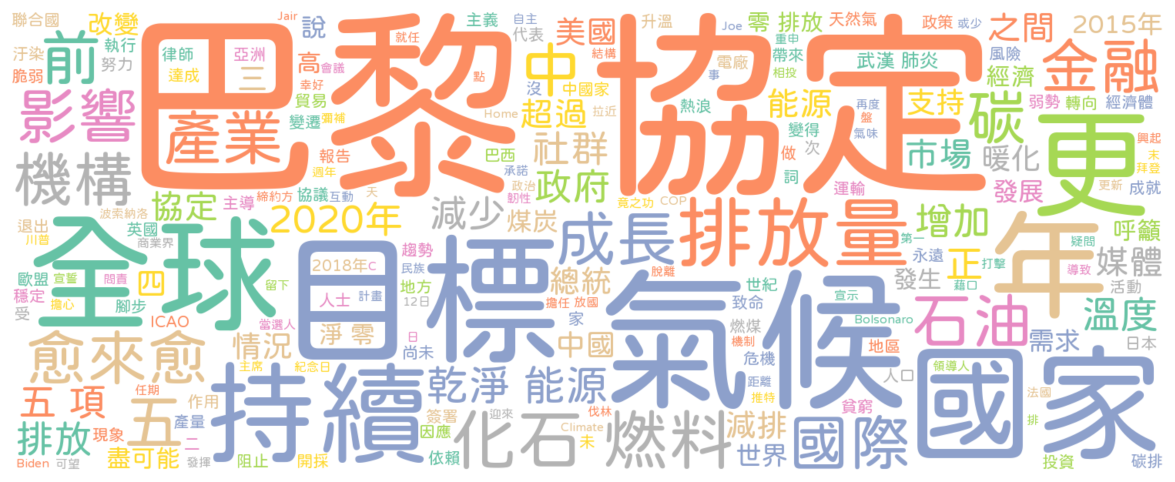 聯合國
改變
Jair
說
主義
自主
代表
美國
升溫
Joe
零 排放
天然氣
政策
或少
之間
2015年
汙染
執行
前
努力
脆弱
律師
亞洲
達成
三
產業
巴黎
協定
高
會議
就任
幸好
貿易
點
變遷
彌補
報告
週年
中
結構
沒
中國家
超過
Home
拉近
電廠
事
重申
帶來
相投
熱浪
能源
變得
次
武漢 肺炎
再度
盤
氣味
支持
風險
經濟
弱勢
轉向
金融
經濟體
碳
更
興起
末
拜登
成就
更新
影響
機構
社群
巴西
承諾
政治
政府
韌性
做
詞
運輸
市場
暖化
發展
COP
竟之功
締約方
協議
互動
天
主導
協定
波索納洛
退出
川普
英國
商業界
2020年
減少
煤炭
成長
排放量
增加
第一
永遠
打擊
呼籲
疑問
導致
媒體
活動
年
正
發生
全球
目標
氣候
國家
歐盟
宣誓
問責
四
穩定
擔心
腳步
受
留下
2018年
C
人士
計畫
趨勢
民族
地方
12日
總統
擔任
放國
脫離
世紀
致命
家
宣示
藉口
Bolsonaro
石油
溫度
日本
需求
地區
領導人
人口
ICAO
當選人
淨 零
日
尚未
中國
燃煤
機制
危機
距離
推特
愈來愈
情況
主席
紀念日
任期
作用
五 項
五
產量
二
發揮
持續
乾淨 能源
簽署
因應
依賴
迎來
伐林
Climate
未
化石 燃料
減排
世界
國際
貧窮
法國
排
投資
碳排
排放
現象
Biden
可望
盡可能
阻止
開採